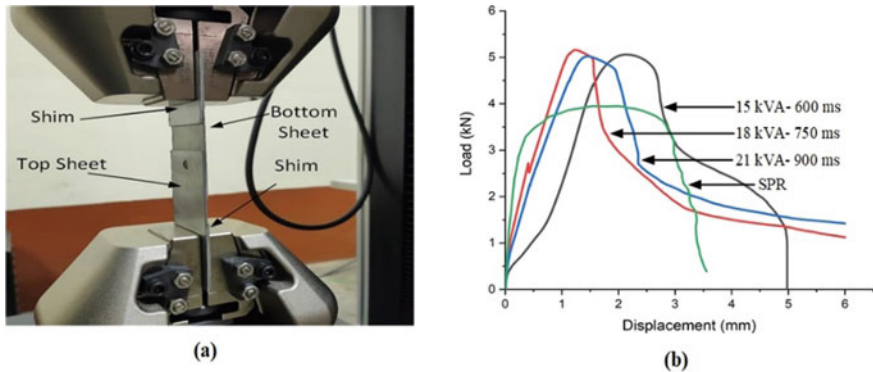 Shim
Bottom
Sheet
Top Sheet
Shim
(a)
Load (kN)
6
5
4
3
2
1
0
15 kVA- 600 ms
18 kVA- 750 ms
21 kVA- 900 ms
SPR
0 1 2 3 4 5 6
Displacement (mm)
(b)